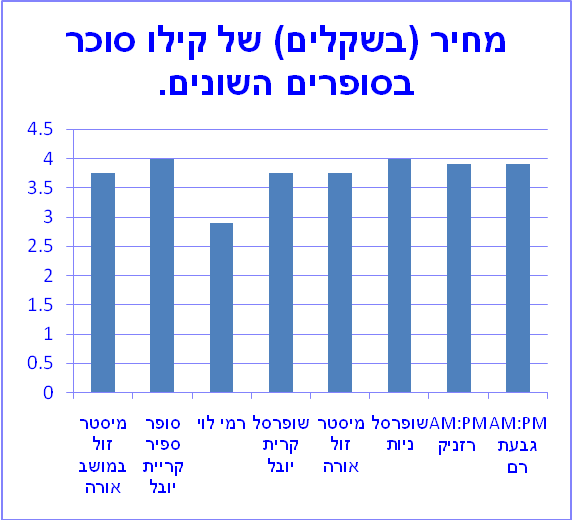 מחיר (בשקלים) של קילו סוכר
בסופרים השונים.
4.5
4
3.5
3
2.5
2
1.5
1
0.5
0
מיסטר
זול
במושב
אורה
סופר
ספיר
קריית
יובל
רמי לוי
שופרסל
קרית
יובל
מיסטר
זול
אורה
שופרסל
ניות
AM:PM
רזניק
AM:PM
גבעת
רם